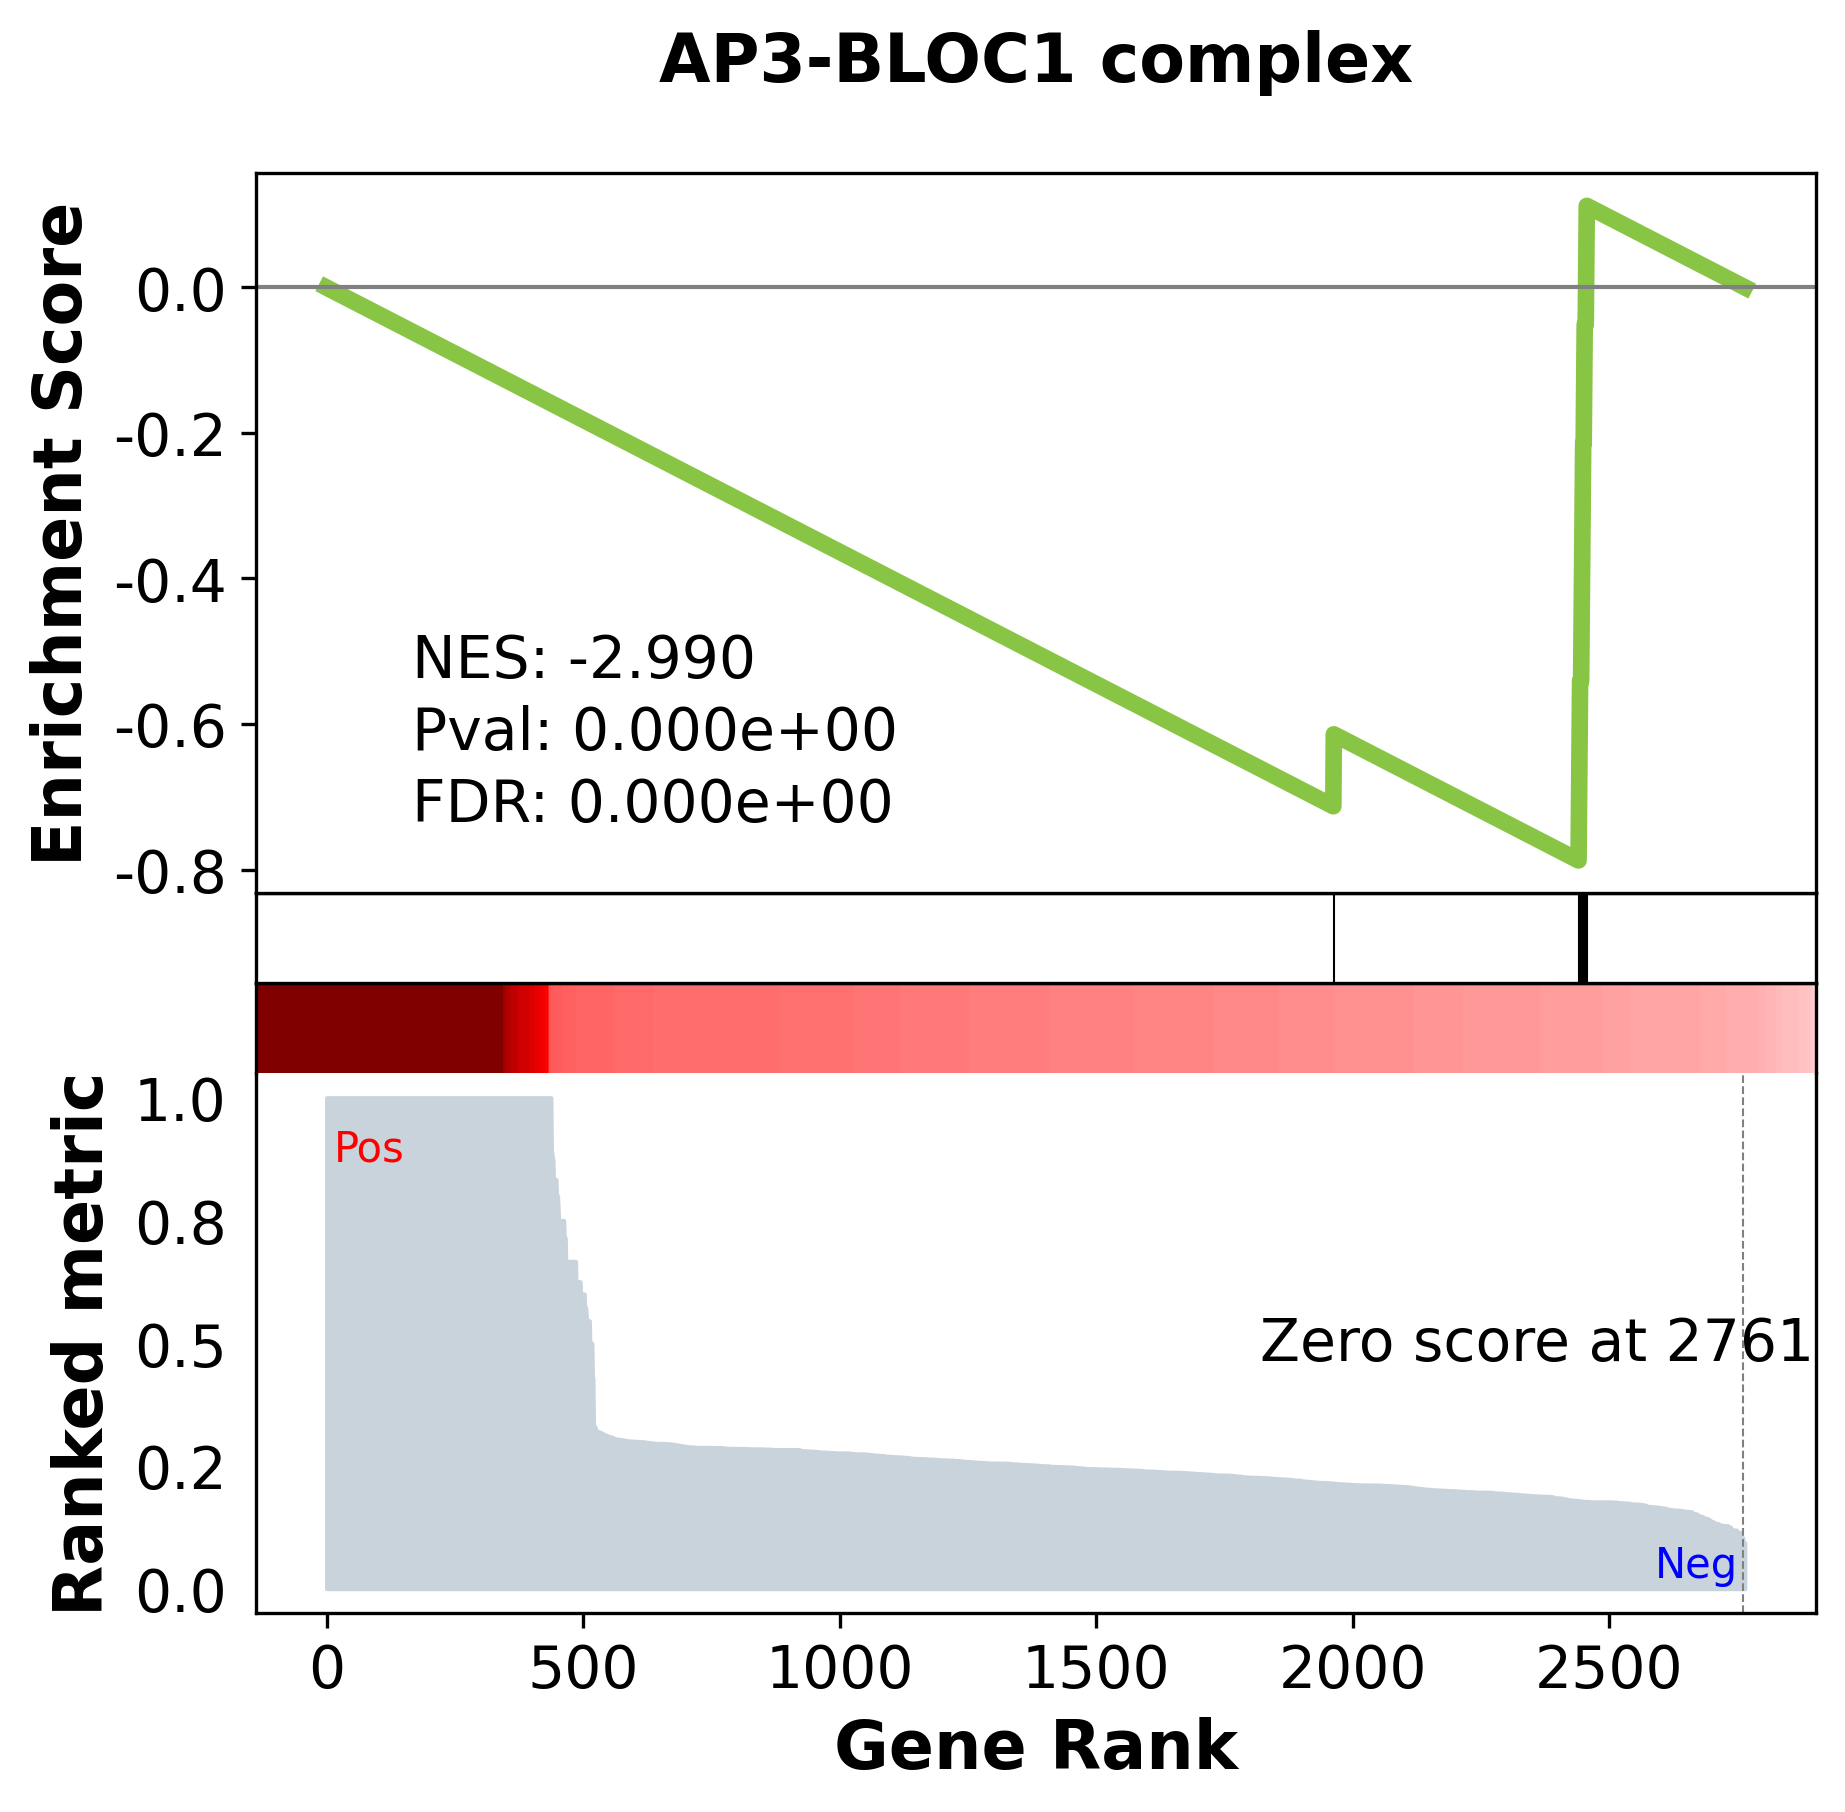 AP3-BLOC1 complex
Enrichment Score
0.0
-0.2
-0.4
-0.6
-0.8
NES: -2.990
Pval: 0.000e+00
FDR: 0.000e+00
Ranked metric
1.0
0.8
0.5
0.2
0.0
Pos
Zero score at 2761
Neg
0 500 1000 1500 2000 2500
Gene Rank